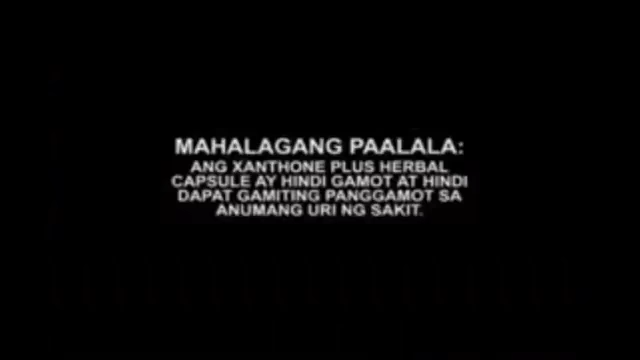 MAHALAGANG PAALALA:
ANG XANTHONE PLUS HERBAL
CAPSULE AY HINDI GAMOT AT HINDI
DAPAT GAMITING PANGGAMOT SA
ANUMANG URI NG SAKIT.